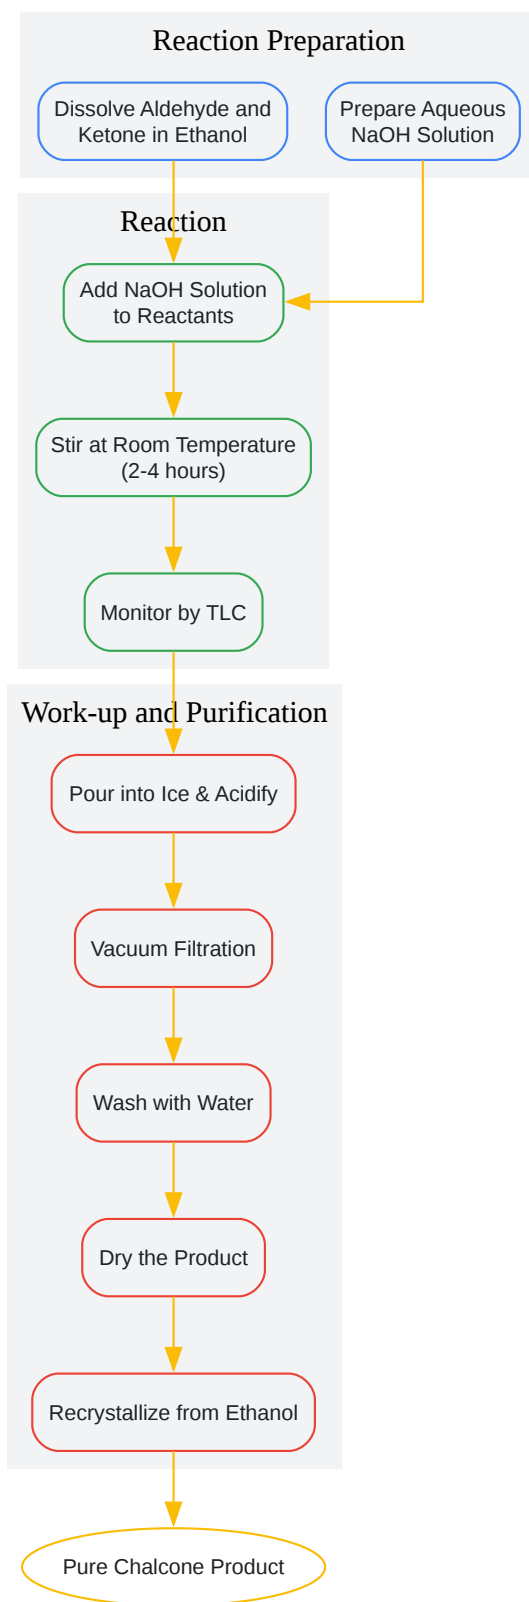 Reaction Preparation
Dissolve Aldehyde and
Ketone in Ethanol
Prepare Aqueous
NaOH Solution
Reaction
Add NaOH Solution
to Reactants
Stir at Room Temperature
(2-4 hours)
Monitor by TLC
Work-up and Purification
Pour into Ice & Acidify
Vacuum Filtration
Wash with Water
Dry the Product
Recrystallize from Ethanol
Pure Chalcone Product